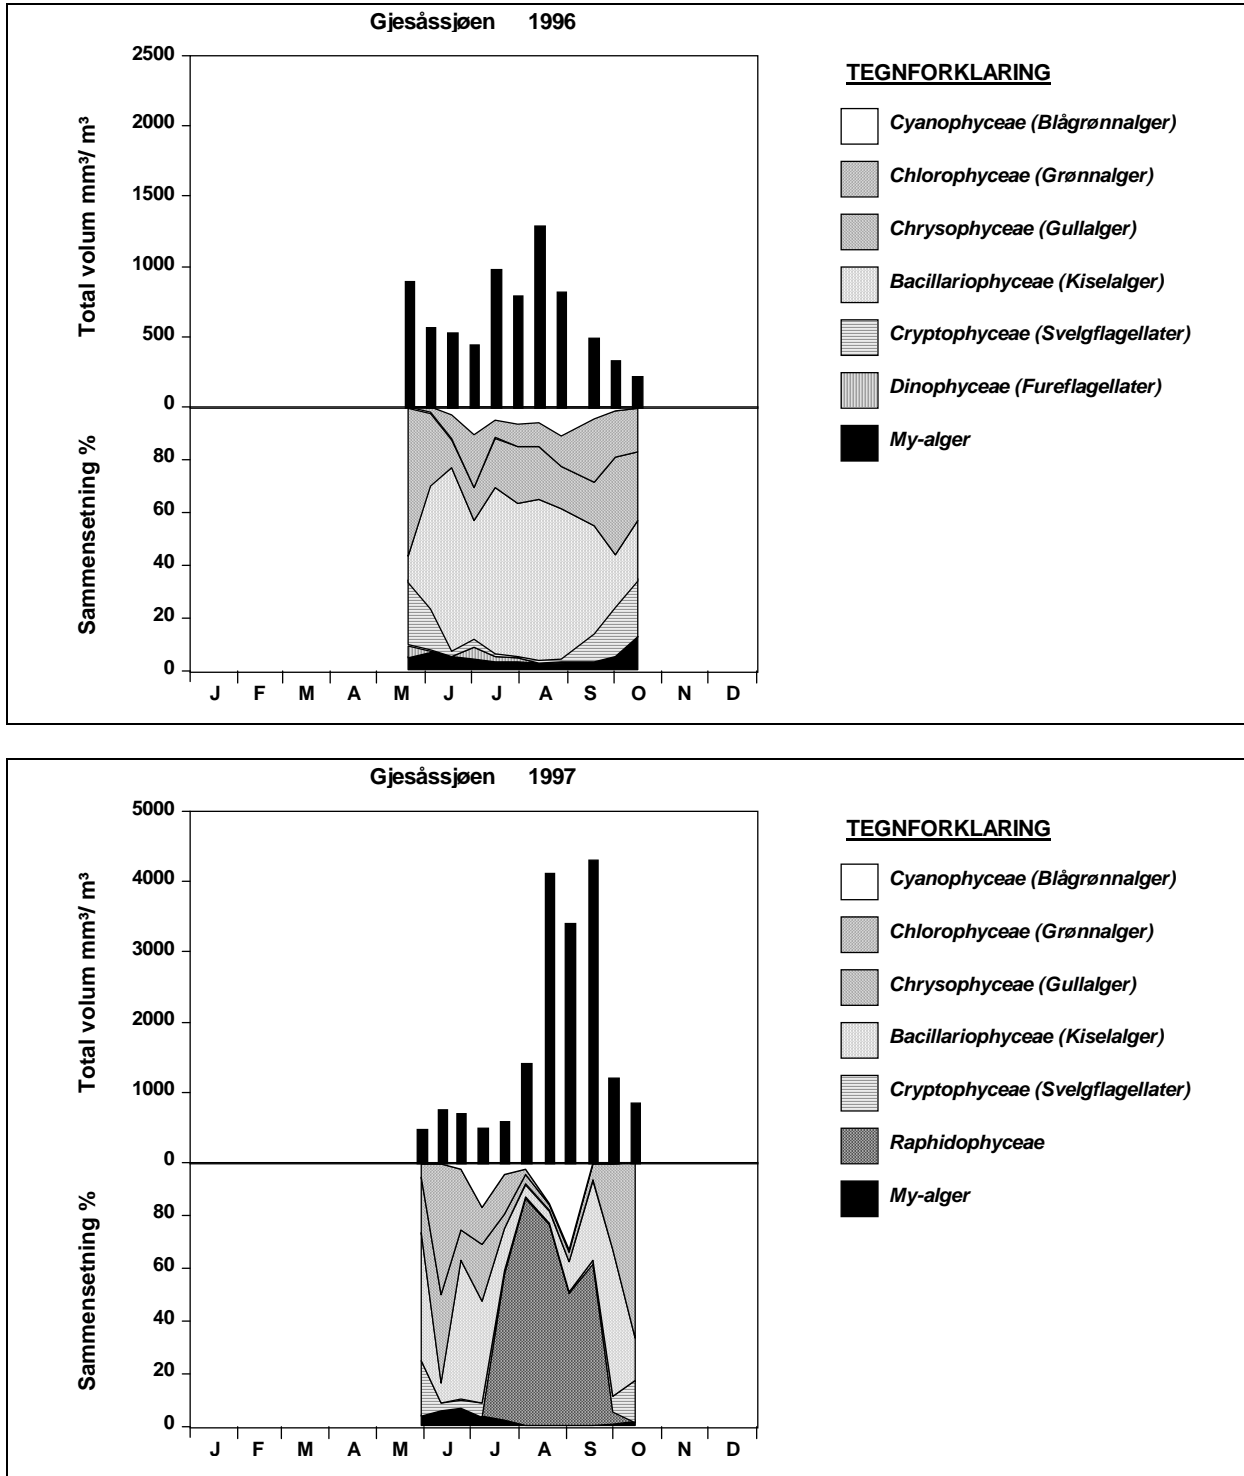 Gjesåssjøen 1996
Total volum mm³/ m³
2500
2000
1500
1000
500
0
Sammensetning %
80
60
40
20
0
J F M A M J J A S O N D
TEGNFORKLARING
Cyanophyceae (Blågrønnalger)
Chlorophyceae (Grønnalger)
Chrysophyceae (Gullalger)
Bacillariophyceae (Kiselalger)
Cryptophyceae (Svelgflagellater)
Dinophyceae (Fureflagellater)
My-alger
Gjesåssjøen 1997
Total volum mm³/ m³
5000
4000
3000
2000
1000
0
Sammensetning %
80
60
40
20
0
J F M A M J J A S O N D
TEGNFORKLARING
Cyanophyceae (Blågrønnalger)
Chlorophyceae (Grønnalger)
Chrysophyceae (Gullalger)
Bacillariophyceae (Kiselalger)
Cryptophyceae (Svelgflagellater)
Raphidophyceae
My-alger